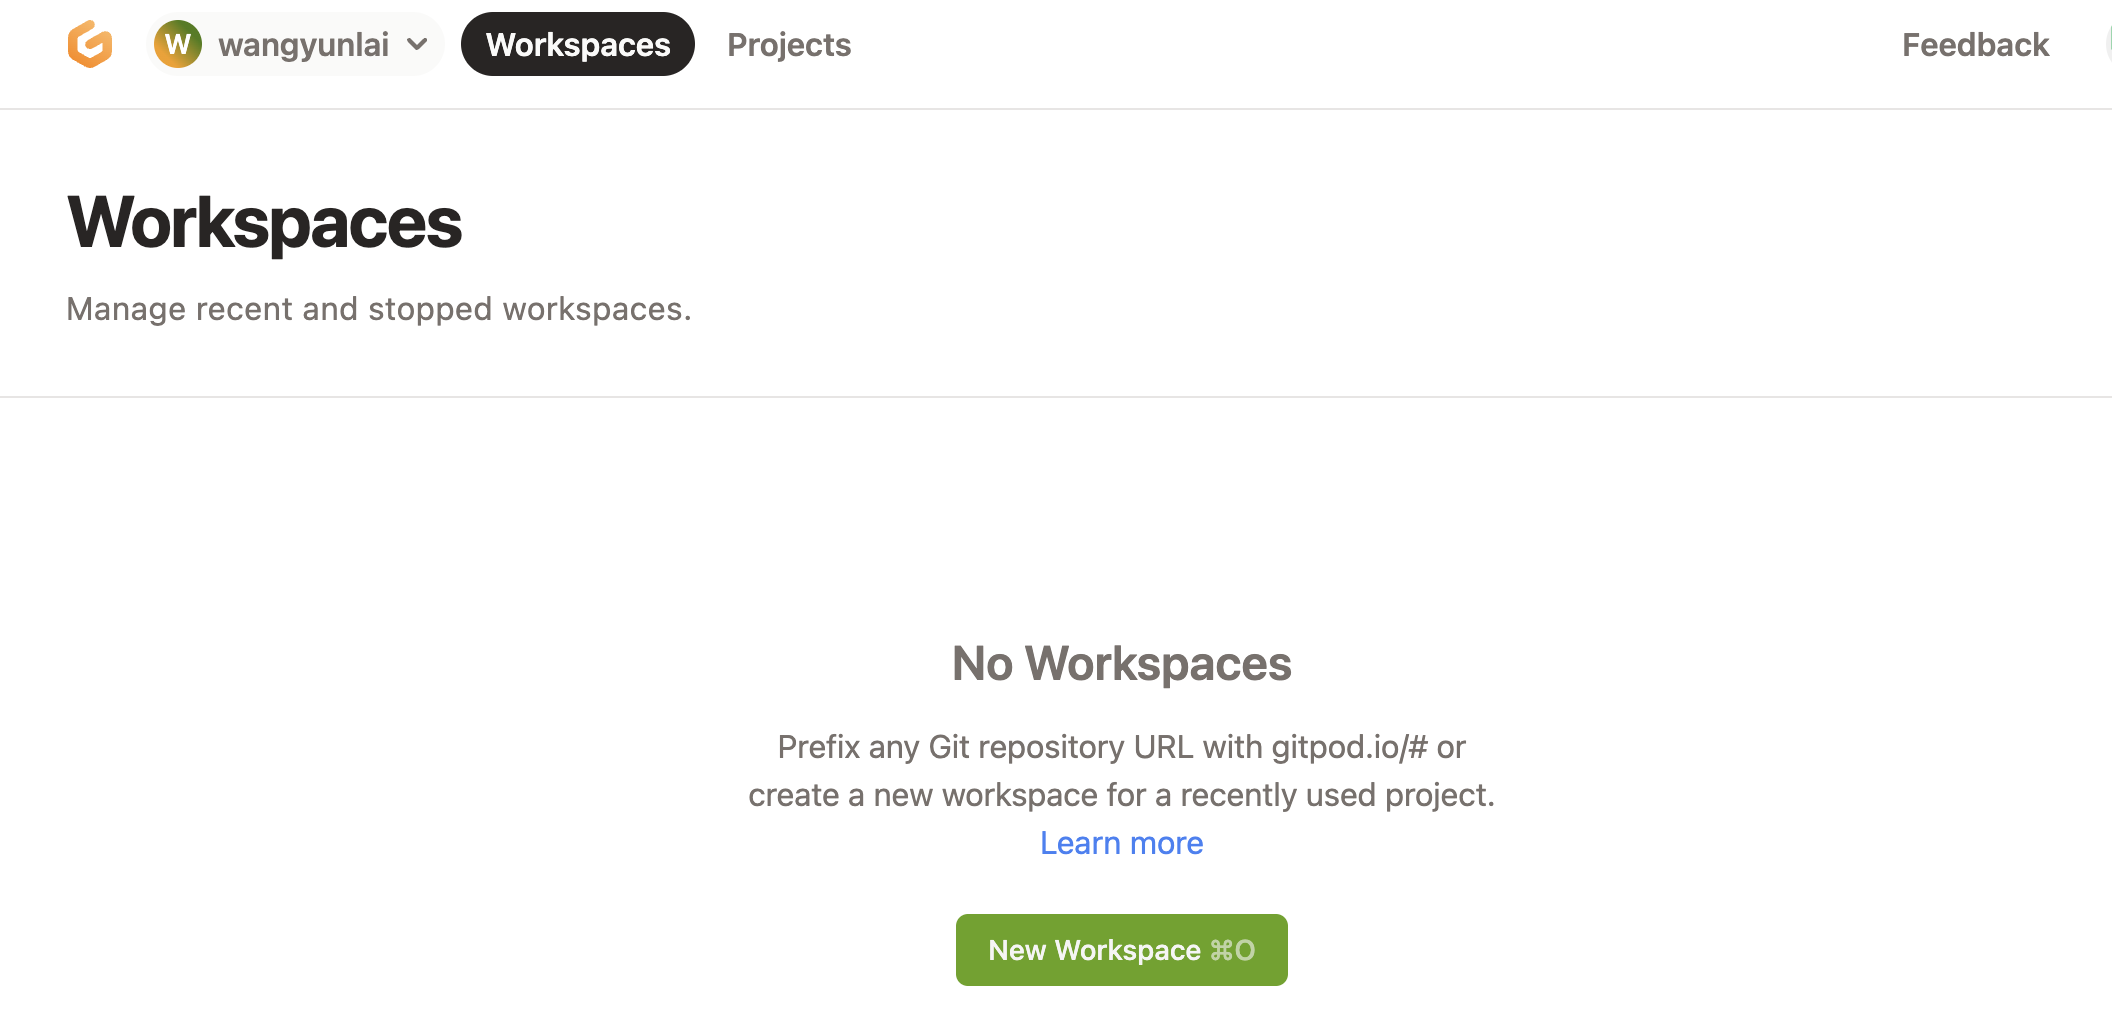 W wangyunlai Workspaces Projects Feedback
Workspaces
Manage recent and stopped workspaces.
No Workspaces
Prefix any Git repository URL with gitpod.io/# or
create a new workspace for a recently used project.
Learn more
New Workspace ⌘O